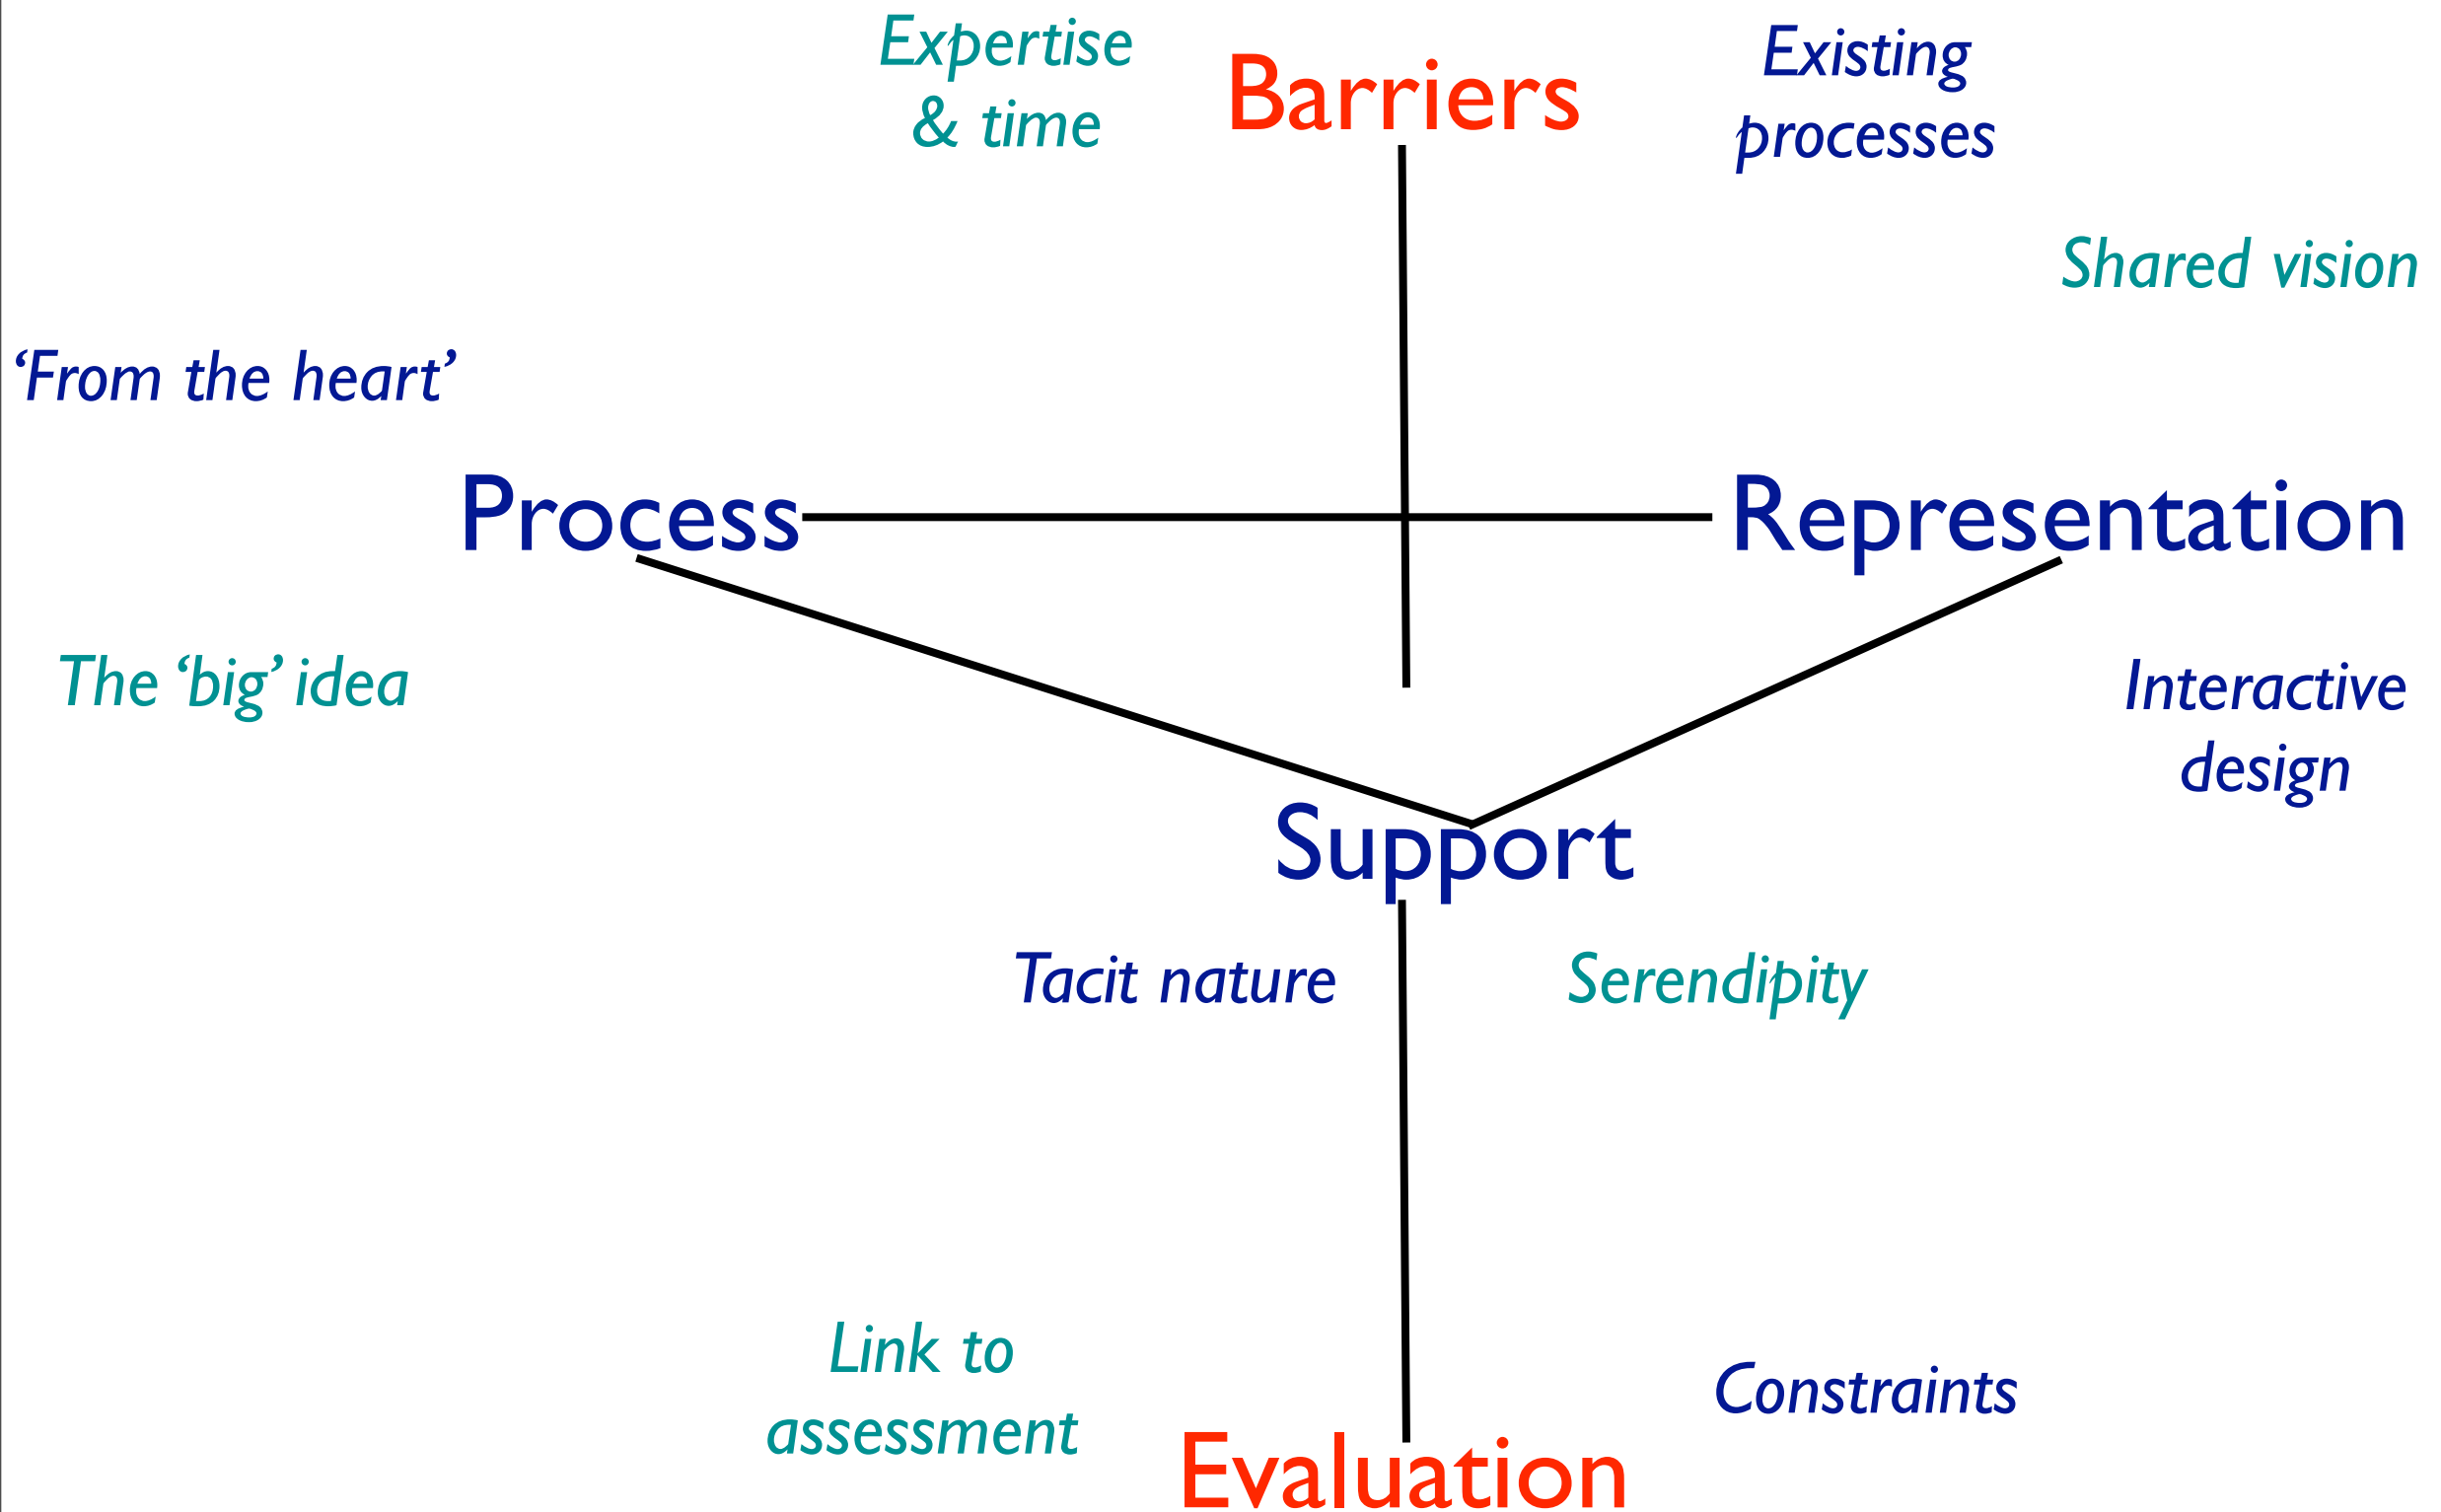 Expertise
& time
Barriers
Existing
processes
Shared vision
‘From the heart’
Process
Representation
The ‘big’ idea
Interactive
design
Support
Tacit nature
Serendipity
Link to
assessment
Constraints
Evaluation